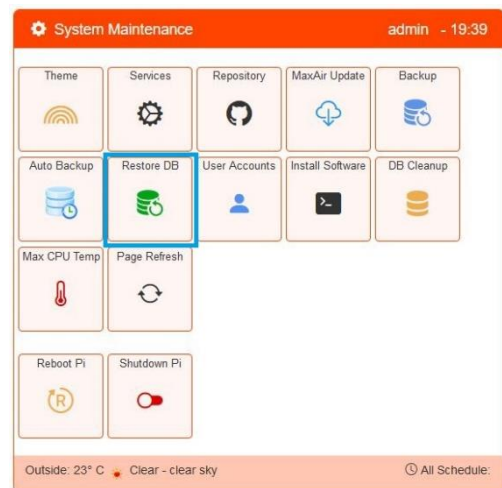 System Maintenance admin - 19:39
Theme Services Repository MaxAir Update Backup
Auto Backup Restore DB User Accounts Install Software DB Cleanup
>_
Max CPU Temp Page Refresh
Reboot Pi Shutdown Pi
R
Outside: 23° C Clear - clear sky All Schedule: